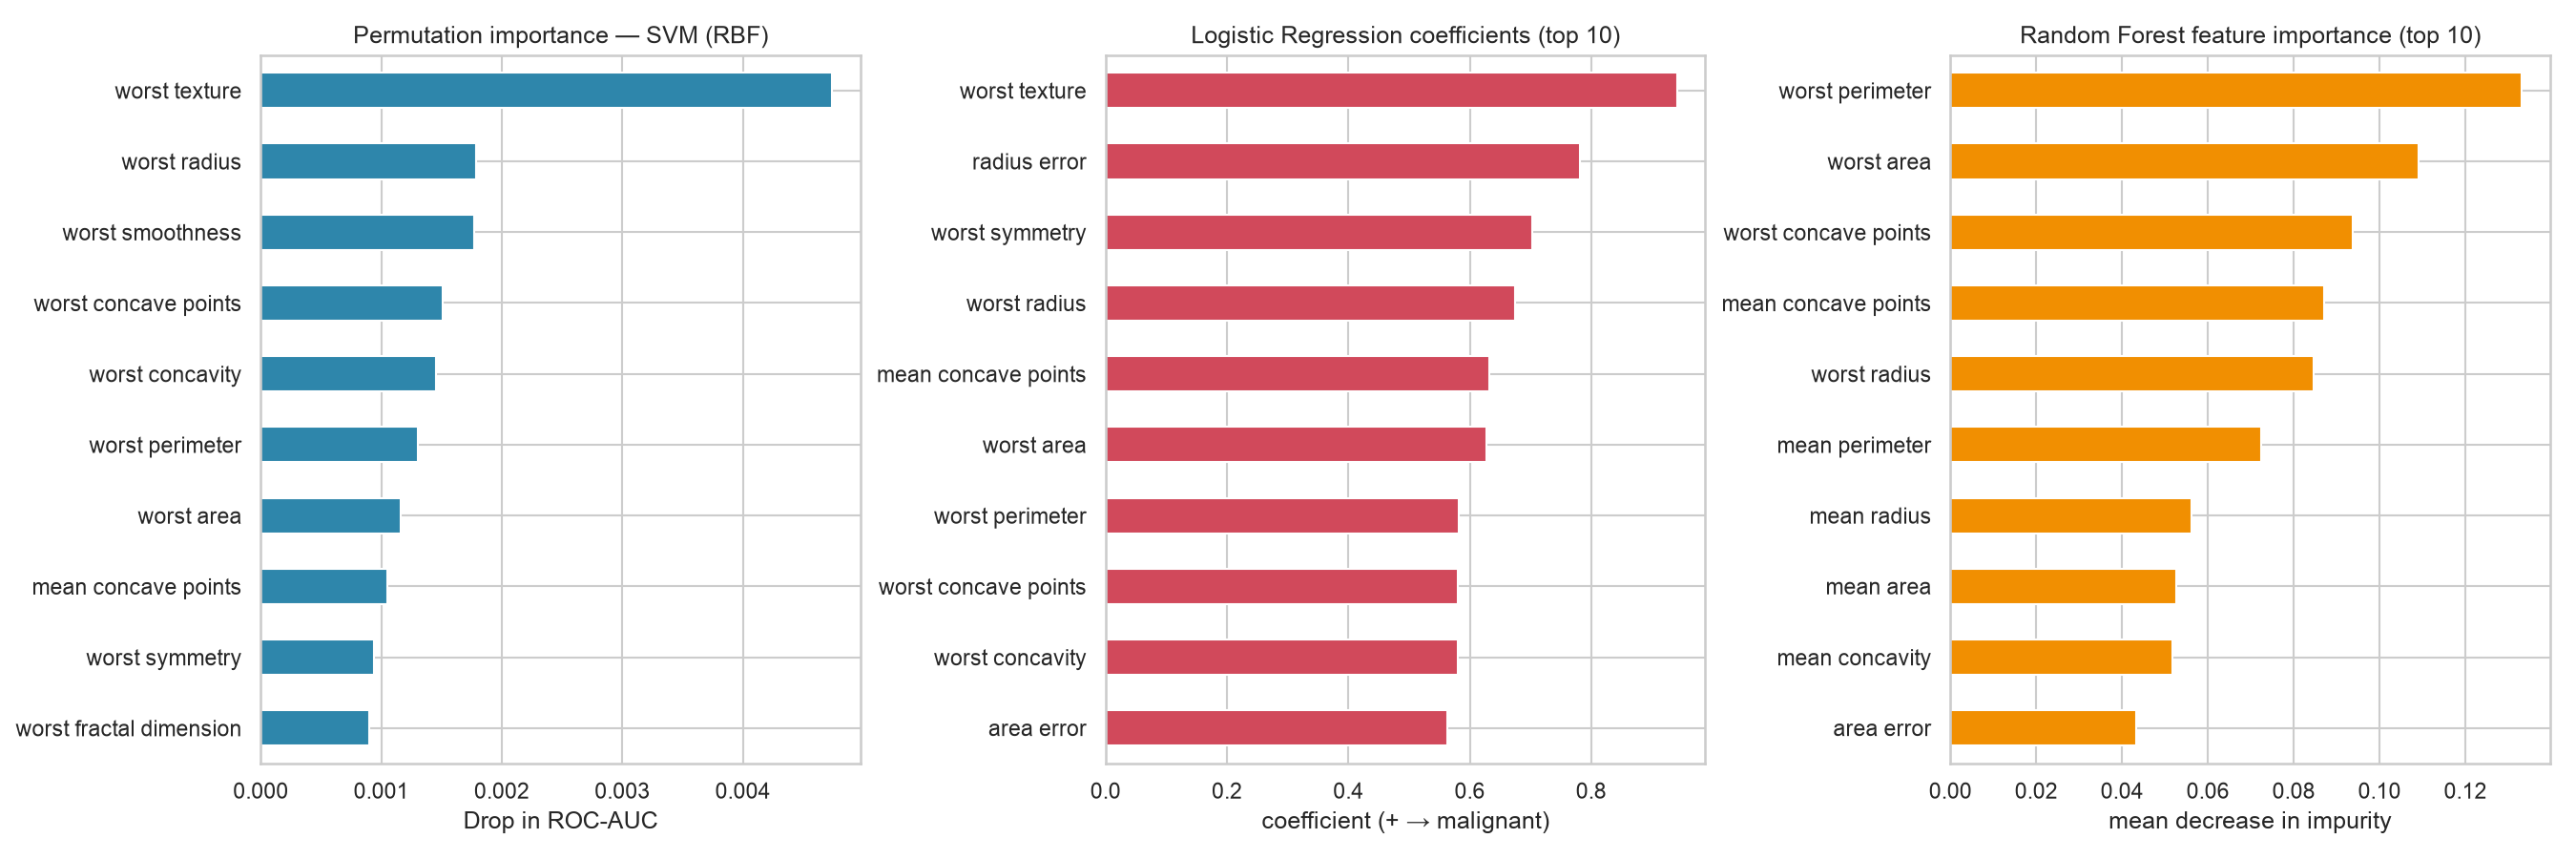 Permutation importance — SVM (RBF)
worst texture
worst radius
worst smoothness
worst concave points
worst concavity
worst perimeter
worst area
mean concave points
worst symmetry
worst fractal dimension
0.000 0.001 0.002 0.003 0.004
Drop in ROC-AUC
Logistic Regression coefficients (top 10)
worst texture
radius error
worst symmetry
worst radius
mean concave points
worst area
worst perimeter
worst concave points
worst concavity
area error
0.0 0.2 0.4 0.6 0.8
coefficient (+ → malignant)
Random Forest feature importance (top 10)
worst perimeter
worst area
worst concave points
mean concave points
worst radius
mean perimeter
mean radius
mean area
mean concavity
area error
0.00 0.02 0.04 0.06 0.08 0.10 0.12
mean decrease in impurity